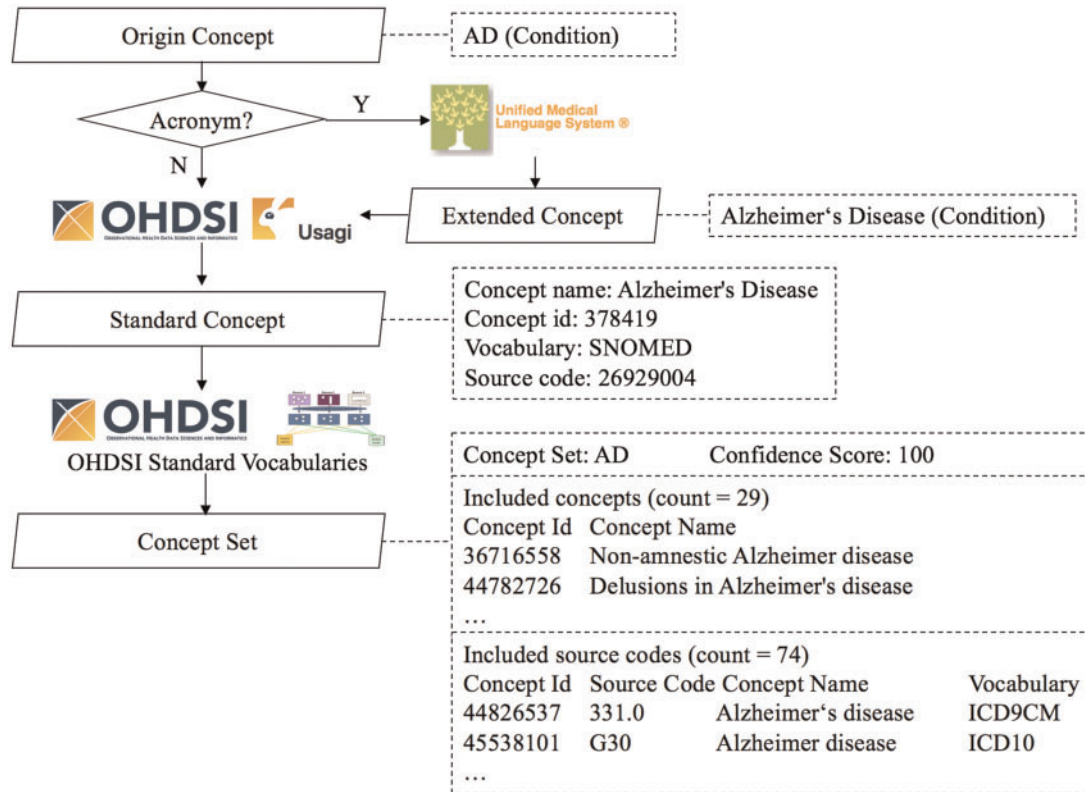 Origin Concept
AD (Condition)
Acronym?
Y
Unified Medical
Language System ®
N
OHDSI
OBSERVATIONAL HEALTH DATA SCIENCES AND INFORMATICS
Usagi
Extended Concept
Alzheimer‘s Disease (Condition)
Standard Concept
Concept name: Alzheimer's Disease
Concept id: 378419
Vocabulary: SNOMED
Source code: 26929004
OHDSI
OBSERVATIONAL HEALTH DATA SCIENCES AND INFORMATICS
OHDSI Standard Vocabularies
Concept Set
Concept Set: AD Confidence Score: 100
Included concepts (count = 29)
Concept Id Concept Name
36716558 Non-amnestic Alzheimer disease
44782726 Delusions in Alzheimer's disease
…
Included source codes (count = 74)
Concept Id Source Code Concept Name Vocabulary
44826537 331.0 Alzheimer‘s disease ICD9CM
45538101 G30 Alzheimer disease ICD10
…